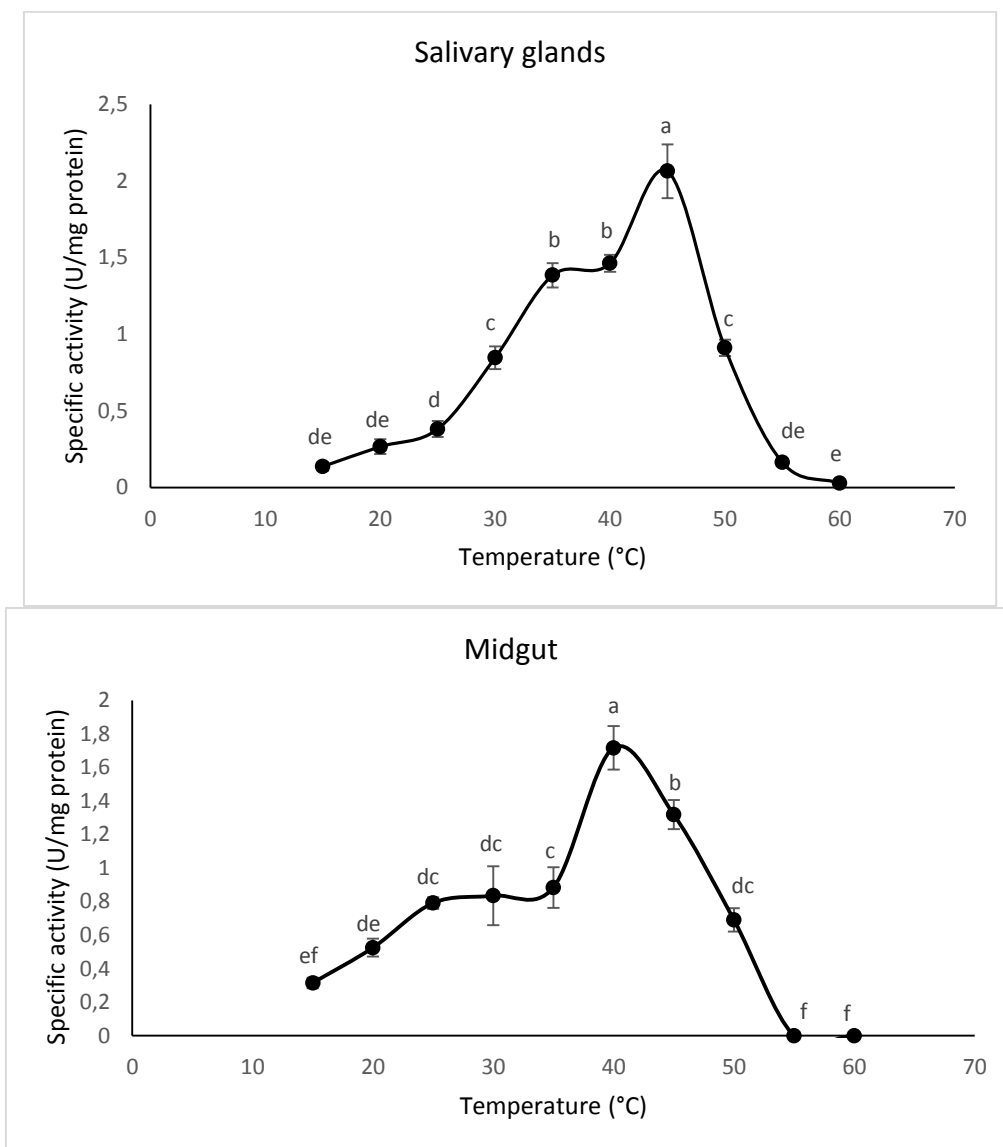 Salivary glands
Specific activity (U/mg protein)
2,5
2
1,5
1
0,5
0
a
b
b
c
c
d
de
de
de
e
0 10 20 30 40 50 60 70
Temperature (°C)
Midgut
Specific activity (U/mg protein)
2
1,8
1,6
1,4
1,2
1
0,8
0,6
0,4
0,2
0
a
b
dc
c
dc
dc
de
ef
f
f
0 10 20 30 40 50 60 70
Temperature (°C)